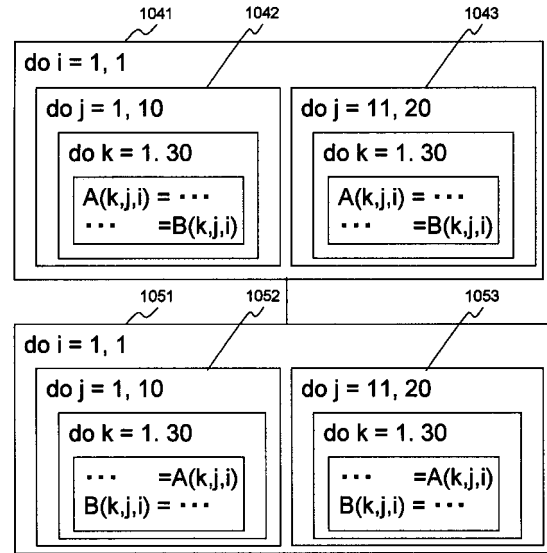 1041 1042 1043
do i = 1, 1
do j = 1, 10
do k = 1. 30
A(k,j,i) = ⋯
⋯ =B(k,j,i)
do j = 11, 20
do k = 1. 30
A(k,j,i) = ⋯
⋯ =B(k,j,i)
1051 1052 1053
do i = 1, 1
do j = 1, 10
do k = 1. 30
⋯ =A(k,j,i)
B(k,j,i) = ⋯
do j = 11, 20
do k = 1. 30
⋯ =A(k,j,i)
B(k,j,i) = ⋯